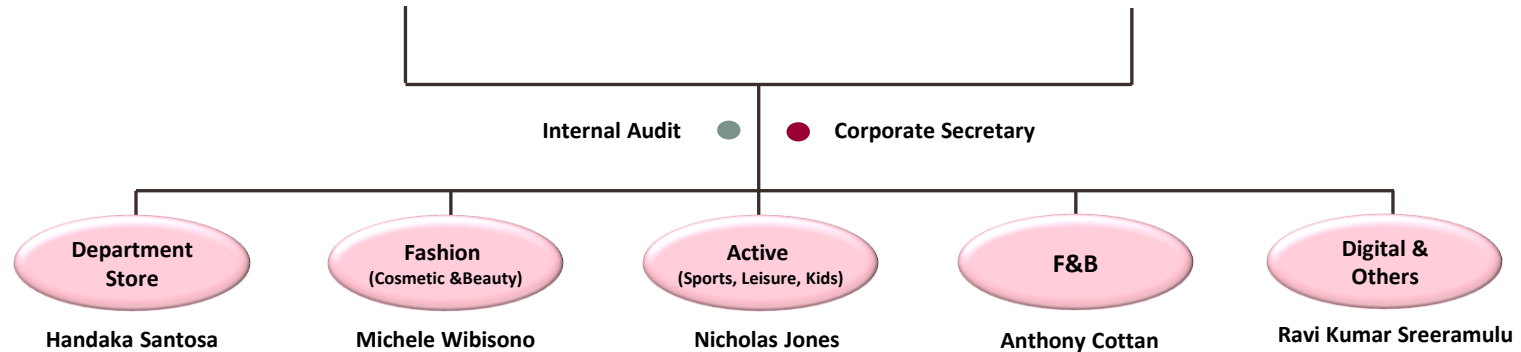 Internal Audit
Corporate Secretary
Department
Store
Fashion
(Cosmetic &Beauty)
Active
(Sports, Leisure, Kids)
F&B
Digital &
Others
Handaka Santosa
Michele Wibisono
Nicholas Jones
Anthony Cottan
Ravi Kumar Sreeramulu